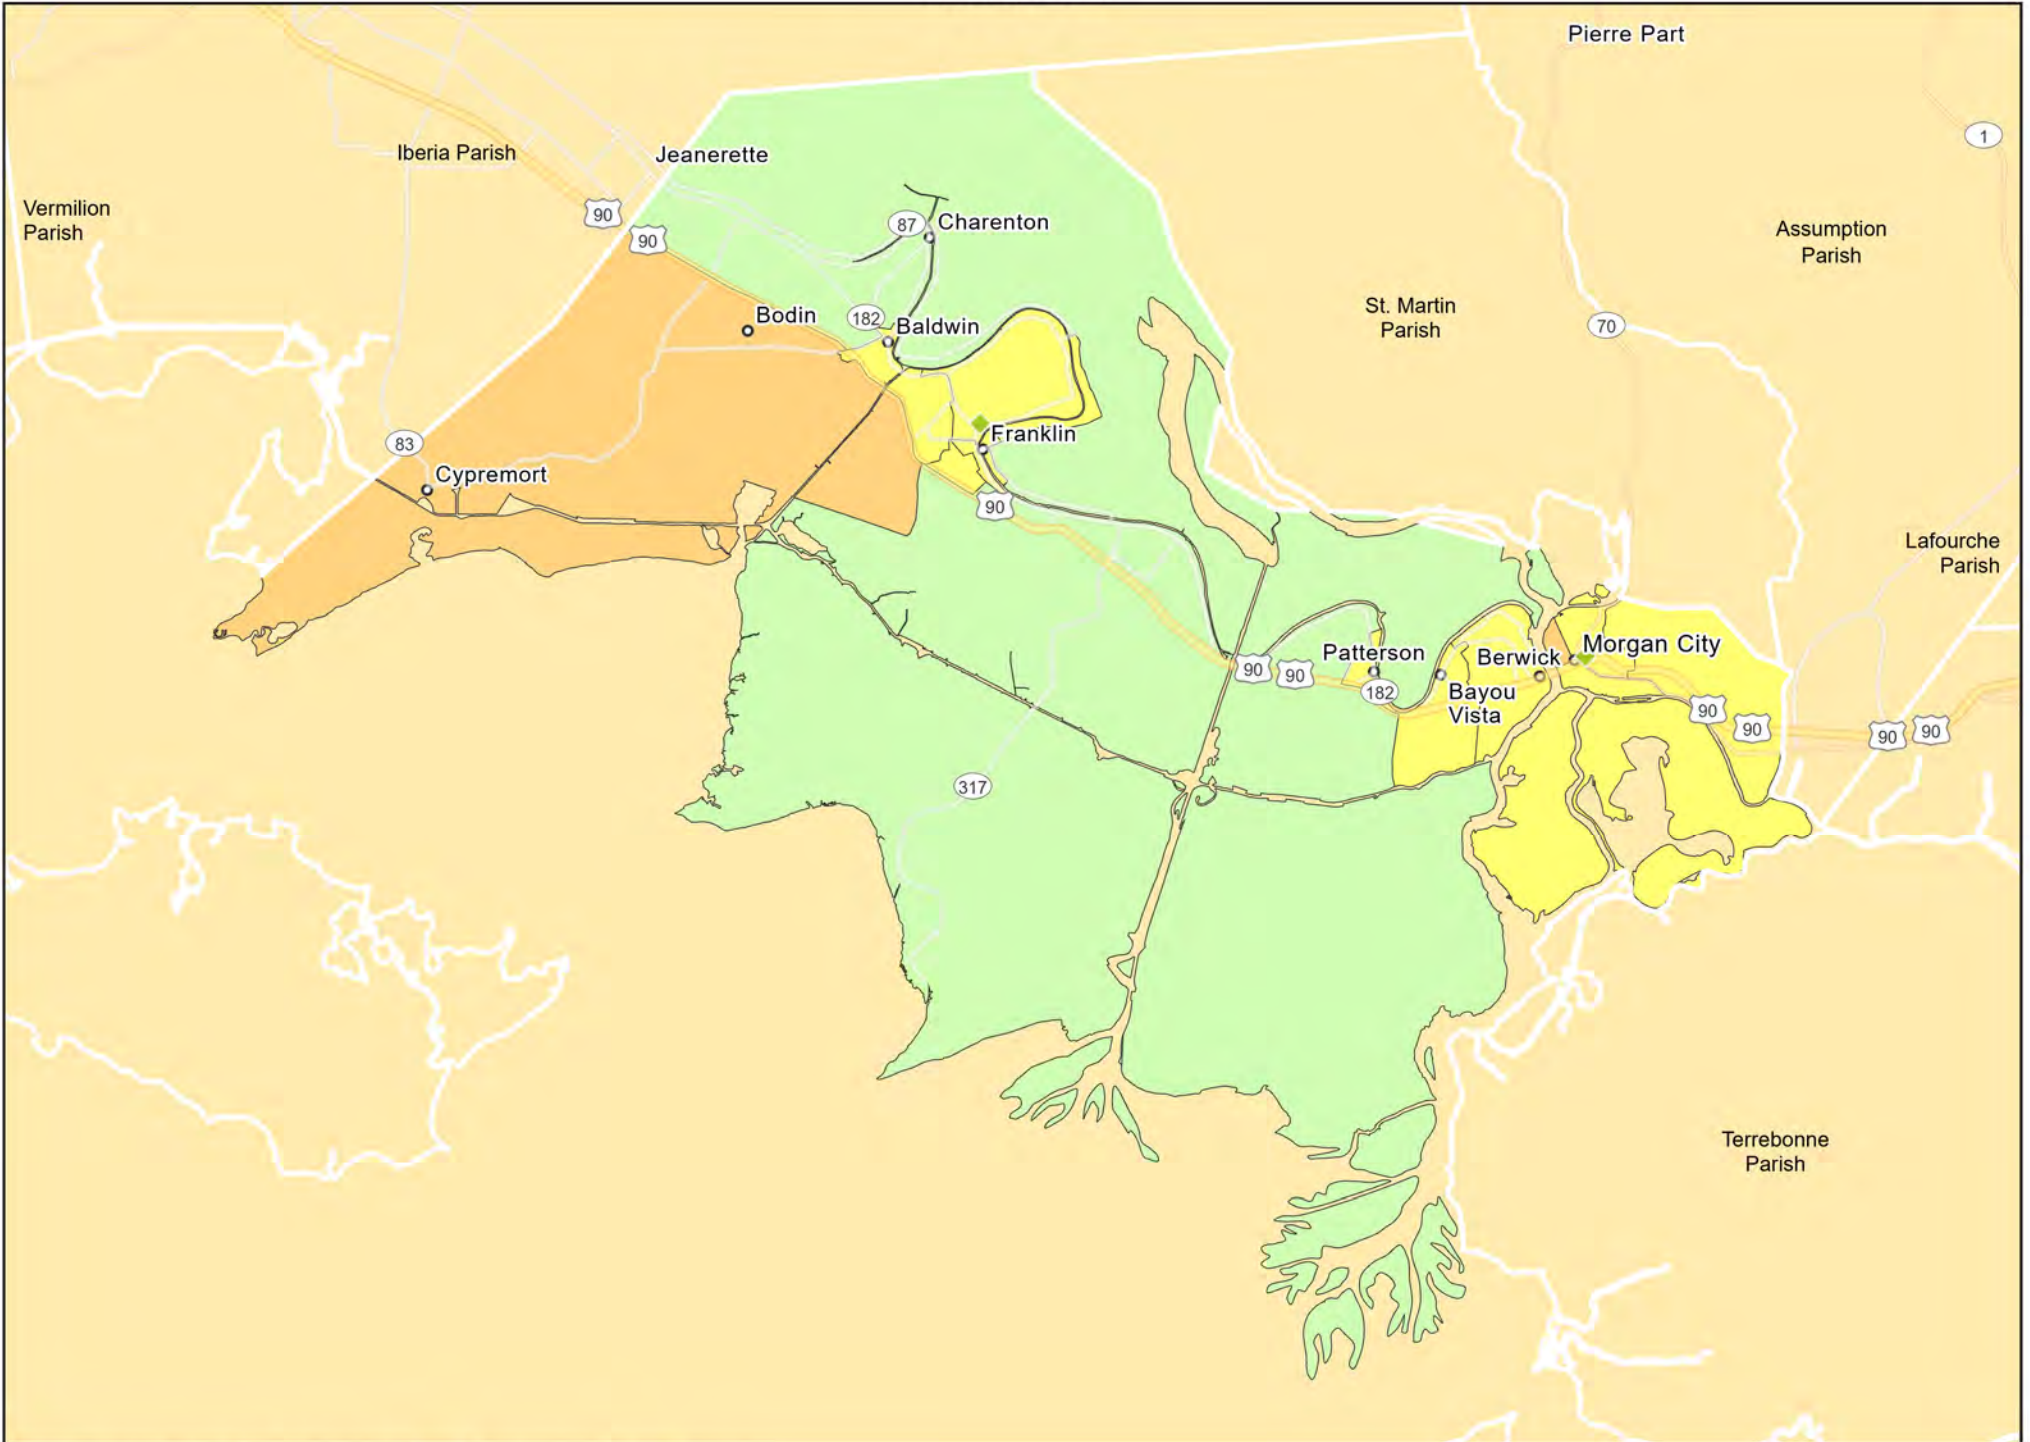 Pierre Part
1
Iberia Parish
Jeanerette
Vermilion
Parish
90
90
87
Charenton
Assumption
Parish
St. Martin
Parish
Bodin
182
Baldwin
70
83
Franklin
Cypremort
90
Lafourche
Parish
Patterson
Berwick
Morgan City
90
90
182
Bayou
Vista
90
90
90
90
317
Terrebonne
Parish